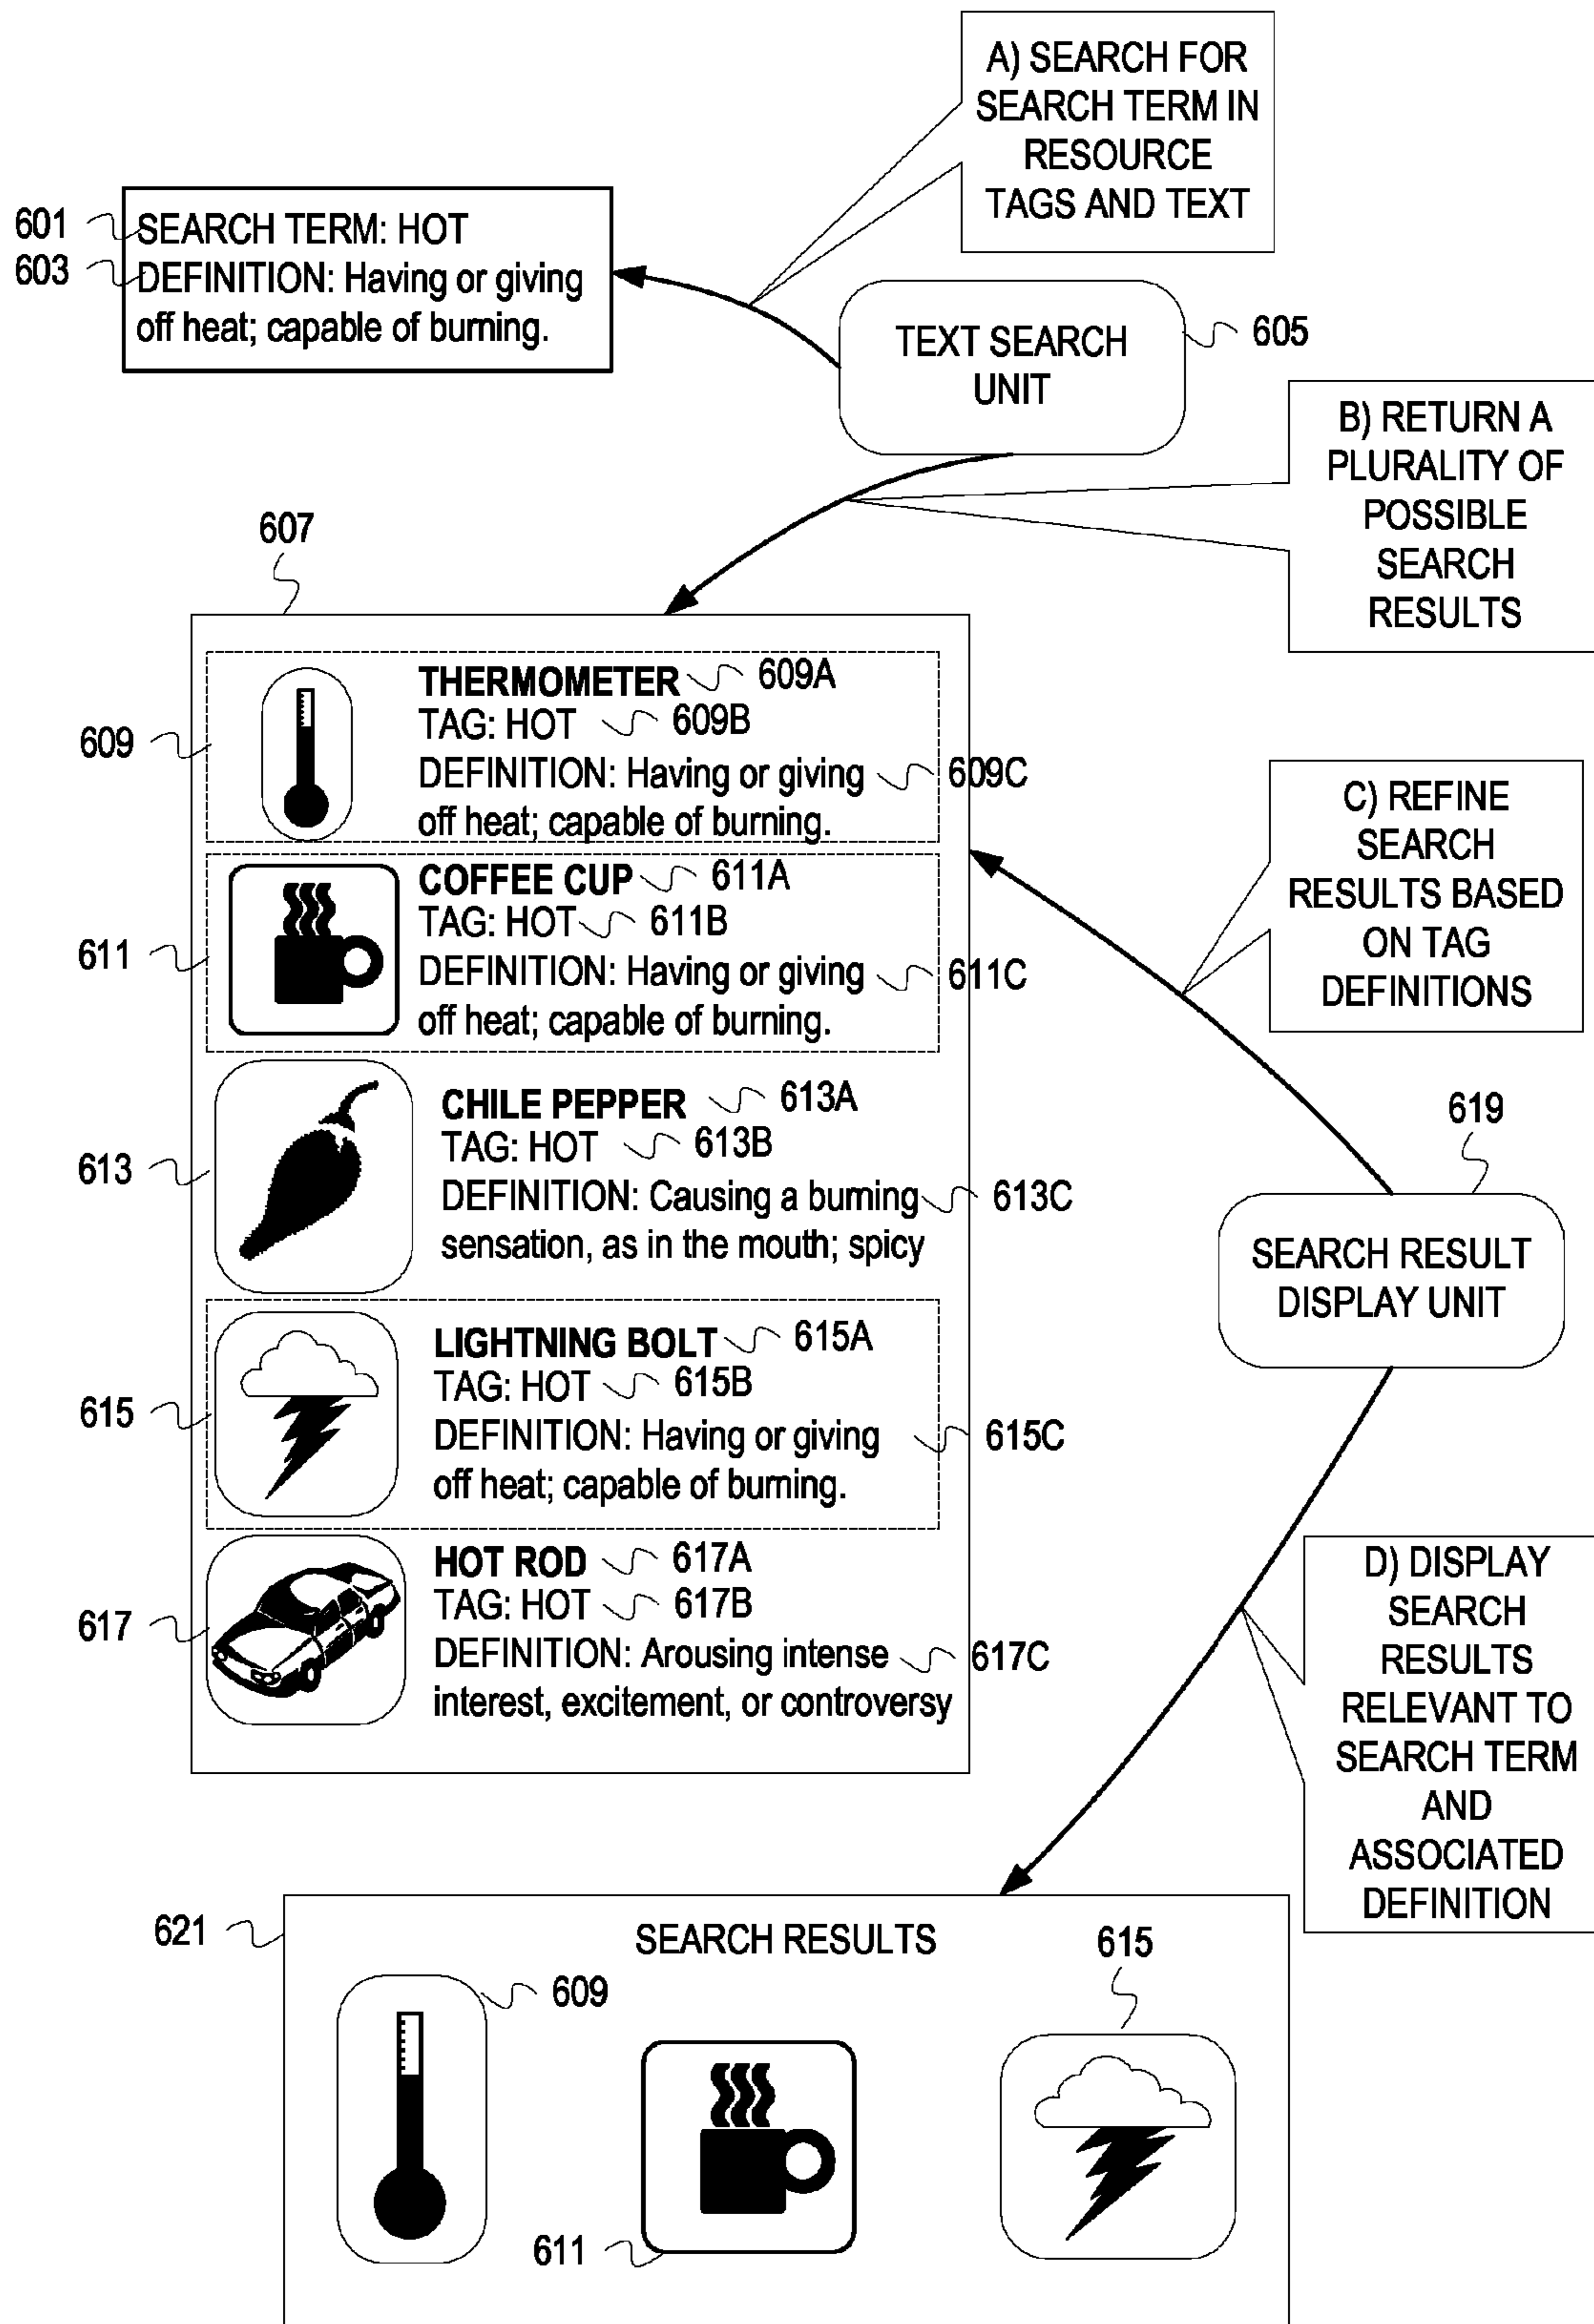 A) SEARCH FOR
SEARCH TERM IN
RESOURCE
TAGS AND TEXT
601
SEARCH TERM: HOT
603
DEFINITION: Having or giving
off heat; capable of burning.
TEXT SEARCH
UNIT
605
B) RETURN A
PLURALITY OF
POSSIBLE
SEARCH
RESULTS
607
609
THERMOMETER 609A
TAG: HOT 609B
DEFINITION: Having or giving 609C
off heat; capable of burning.
611
COFFEE CUP 611A
TAG: HOT 611B
DEFINITION: Having or giving 611C
off heat; capable of burning.
C) REFINE
SEARCH
RESULTS BASED
ON TAG
DEFINITIONS
613
CHILE PEPPER 613A
TAG: HOT 613B
DEFINITION: Causing a burning 613C
sensation, as in the mouth; spicy
619
SEARCH RESULT
DISPLAY UNIT
615
LIGHTNING BOLT 615A
TAG: HOT 615B
DEFINITION: Having or giving 615C
off heat; capable of burning.
617
HOT ROD 617A
TAG: HOT 617B
DEFINITION: Arousing intense 617C
interest, excitement, or controversy
D) DISPLAY
SEARCH
RESULTS
RELEVANT TO
SEARCH TERM
AND
ASSOCIATED
DEFINITION
621
SEARCH RESULTS
609
611
615